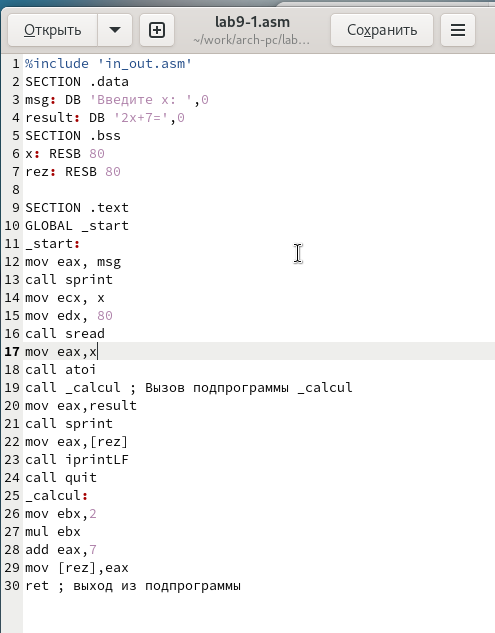 Открыть
lab9-1.asm
~/work/arch-pc/lab...
Сохранить
1 %include 'in_out.asm'
2 SECTION .data
3 msg: DB 'Введите x: ',0
4 result: DB '2x+7=',0
5 SECTION .bss
6 x: RESB 80
7 rez: RESB 80
8
9 SECTION .text
10 GLOBAL _start
11 _start:
12 mov eax, msg
13 call sprint
14 mov ecx, x
15 mov edx, 80
16 call sread
17 mov eax,x
18 call atoi
19 call _calcul ; Вызов подпрограммы _calcul
20 mov eax,result
21 call sprint
22 mov eax,[rez]
23 call iprintLF
24 call quit
25 _calcul:
26 mov ebx,2
27 mul ebx
28 add eax,7
29 mov [rez],eax
30 ret ; выход из подпрограммы